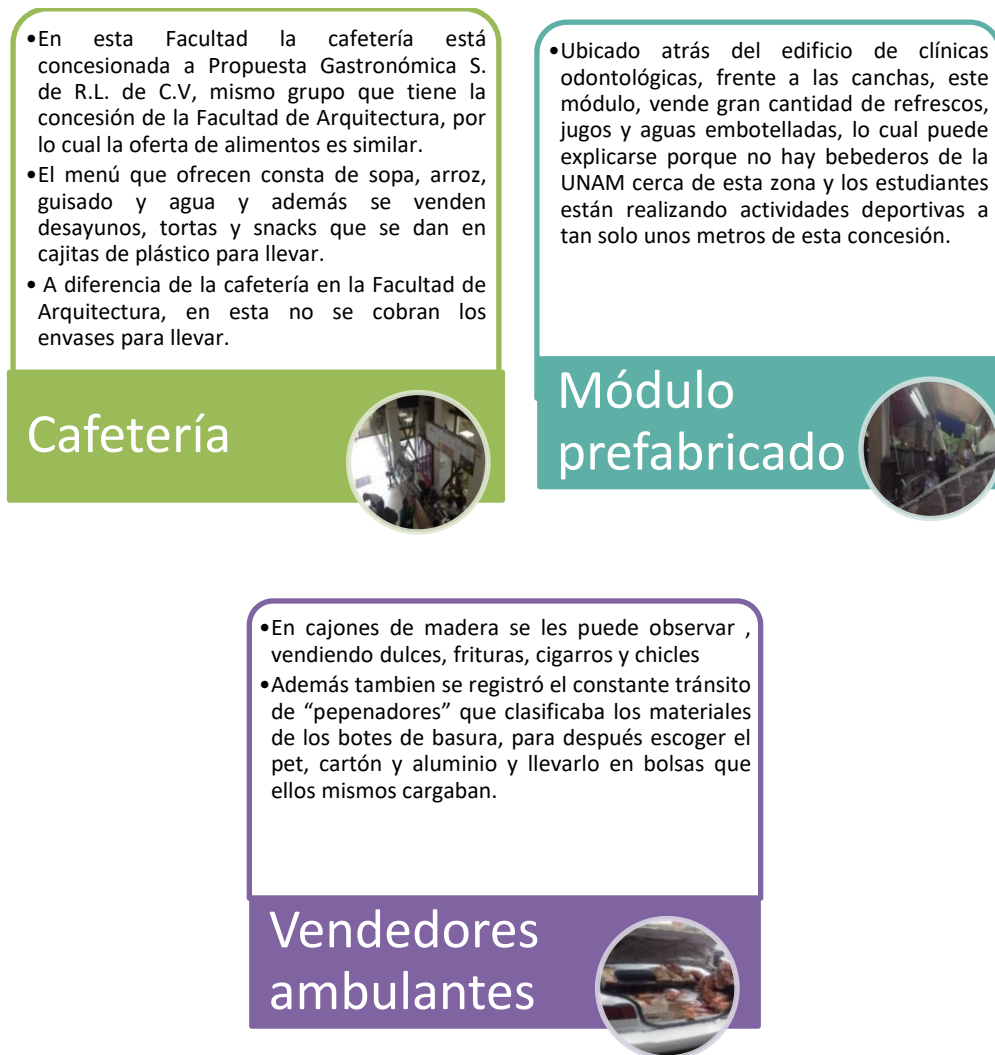 •En esta Facultad la cafetería está
concesionada a Propuesta Gastronómica S.
de R.L. de C.V, mismo grupo que tiene la
concesión de la Facultad de Arquitectura, por
lo cual la oferta de alimentos es similar.
•El menú que ofrecen consta de sopa, arroz,
guisado y agua y además se venden
desayunos, tortas y snacks que se dan en
cajitas de plástico para llevar.
• A diferencia de la cafetería en la Facultad de
Arquitectura, en esta no se cobran los
envases para llevar.
Cafetería
•Ubicado atrás del edificio de clínicas
odontológicas, frente a las canchas, este
módulo, vende gran cantidad de refrescos,
jugos y aguas embotelladas, lo cual puede
explicarse porque no hay bebederos de la
UNAM cerca de esta zona y los estudiantes
están realizando actividades deportivas a
tan solo unos metros de esta concesión.
Módulo
prefabricado
•En cajones de madera se les puede observar ,
vendiendo dulces, frituras, cigarros y chicles
•Además tambien se registró el constante tránsito
de “pepenadores” que clasificaba los materiales
de los botes de basura, para después escoger el
pet, cartón y aluminio y llevarlo en bolsas que
ellos mismos cargaban.
Vendedores
ambulantes